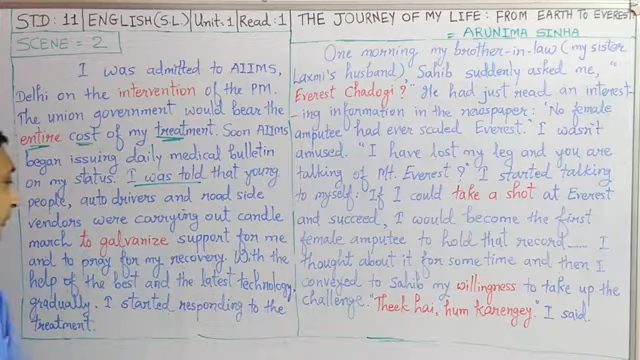 STD: 11 | ENGLISH (S.L) | Unit: 1 | Read: 1
THE JOURNEY OF MY LIFE: FROM EARTH TO EVEREST
= ARUNIMA SINHA
SCENE = 2
I was admitted to AIIMS,
Delhi on the intervention of the PM.
The union government would bear the
entire cost of my treatment. Soon AIIMS
began issuing daily medical bulletin
on my status. I was told that young
people, auto drivers and road side
vendors were carrying out candle
march to galvanize support for me
and to pray for my recovery. With the
help of the best and the latest technology,
gradually. I started responding to the
treatment.
One morning my brother-in-law (my sister
Laxmi's husband), Sahib suddenly asked me, "
Everest Chadogi?" He had just read an interest-
-ing information in the newspaper: 'No female
amputee had ever scaled Everest.' I wasn't
amused. "I have lost my leg and you are
talking of Mt. Everest?" I started talking
to myself: 'If I could take a shot at Everest
and succeed, I would become the first
female amputee to hold that record..... I
thought about it for some time and then I
conveyed to Sahib my willingness to take up the
challenge. "Theek hai, hum karengey." I said.